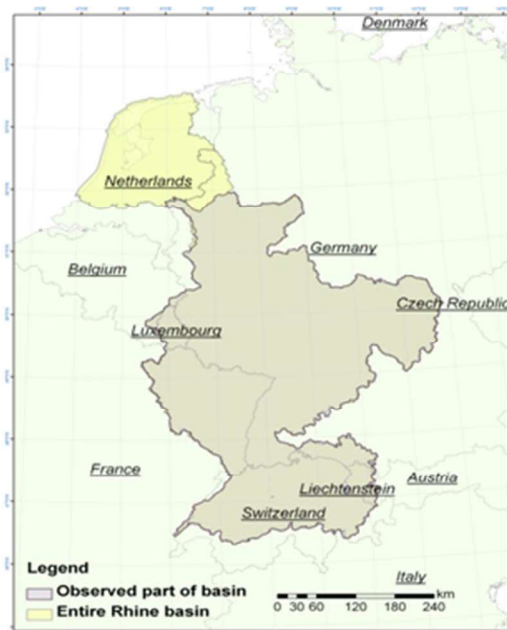 Denmark
Netherlands
Germany
Belgium
Czech Republic
Luxembourg
France
Austria
Liechtenstein
Switzerland
Italy
Legend
Observed part of basin
Entire Rhine basin
km
0 30 60 120 180 240